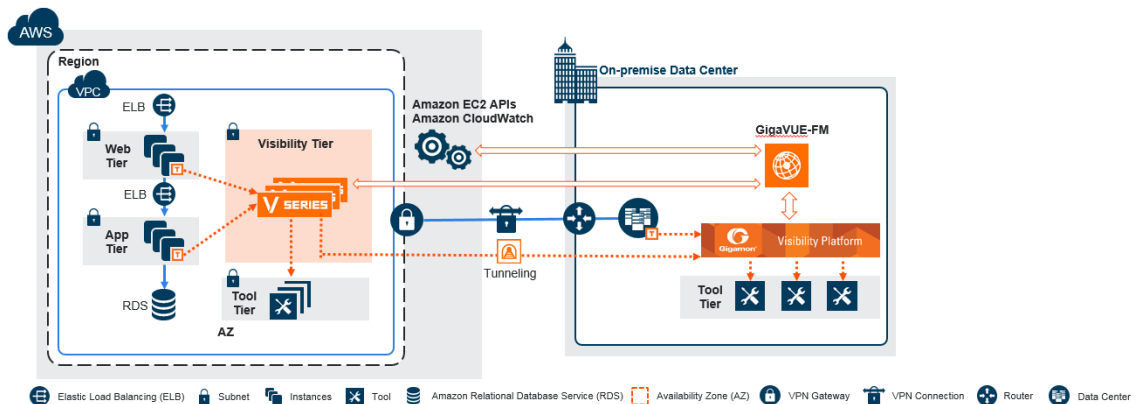 AWS
Region
VPC
ELB
Web
Tier
T
ELB
App
Tier
T
RDS
Visibility Tier
V SERIES
Tool
Tier
AZ
Amazon EC2 APIs
Amazon CloudWatch
Tunneling
On-premise Data Center
GigaVUE-FM
T
Gigamon® Visibility Platform
Tool
Tier
Elastic Load Balancing (ELB) Subnet Instances Tool Amazon Relational Database Service (RDS) Availability Zone (AZ) VPN Gateway VPN Connection Router Data Center